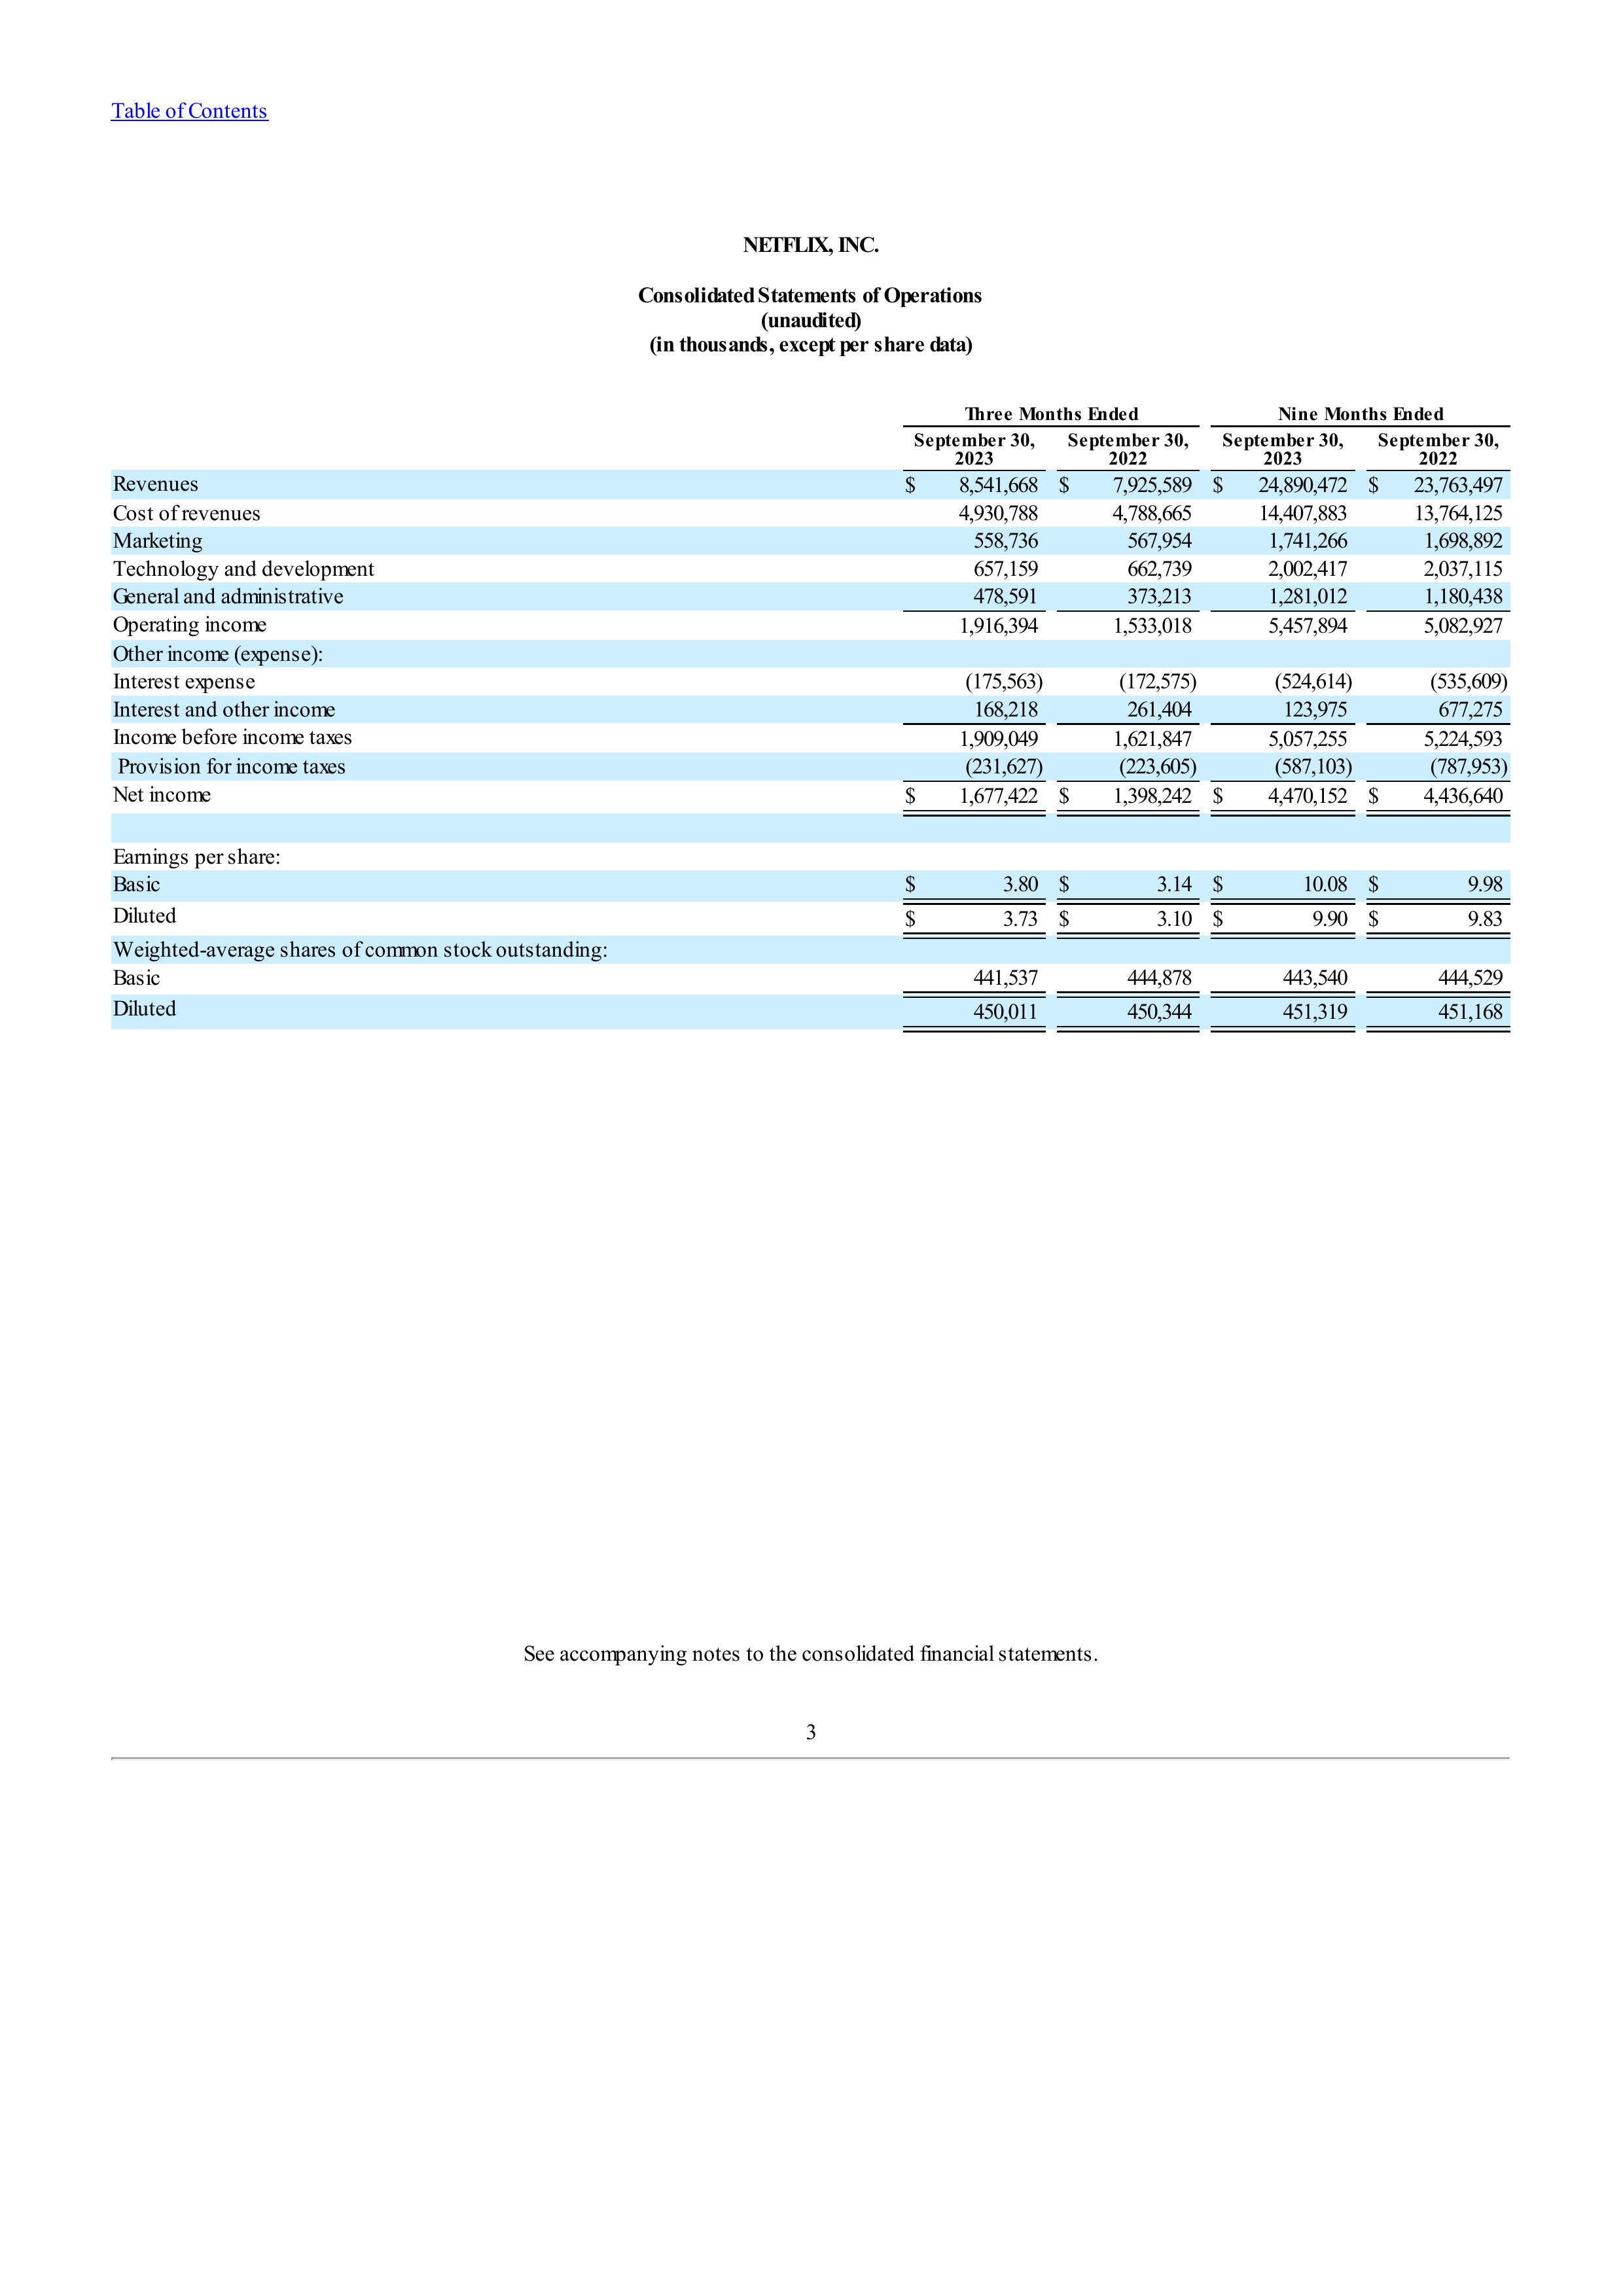 Table of Contents
NETFLIX, INC.
Consolidated Statements of Operations
(unaudited)
(in thousands, except per share data)
Three Months Ended Nine Months Ended
September 30, 2023 September 30, 2022 September 30, 2023 September 30, 2022
Revenues $ 8,541,668 $ 7,925,589 $ 24,890,472 $ 23,763,497
Cost of revenues 4,930,788 4,788,665 14,407,883 13,764,125
Marketing 558,736 567,954 1,741,266 1,698,892
Technology and development 657,159 662,739 2,002,417 2,037,115
General and administrative 478,591 373,213 1,281,012 1,180,438
Operating income 1,916,394 1,533,018 5,457,894 5,082,927
Other income (expense):
Interest expense (175,563) (172,575) (524,614) (535,609)
Interest and other income 168,218 261,404 123,975 677,275
Income before income taxes 1,909,049 1,621,847 5,057,255 5,224,593
Provision for income taxes (231,627) (223,605) (587,103) (787,953)
Net income $ 1,677,422 $ 1,398,242 $ 4,470,152 $ 4,436,640
Earnings per share:
Basic $ 3.80 $ 3.14 $ 10.08 $ 9.98
Diluted $ 3.73 $ 3.10 $ 9.90 $ 9.83
Weighted-average shares of common stock outstanding:
Basic 441,537 444,878 443,540 444,529
Diluted 450,011 450,344 451,319 451,168
See accompanying notes to the consolidated financial statements.
3